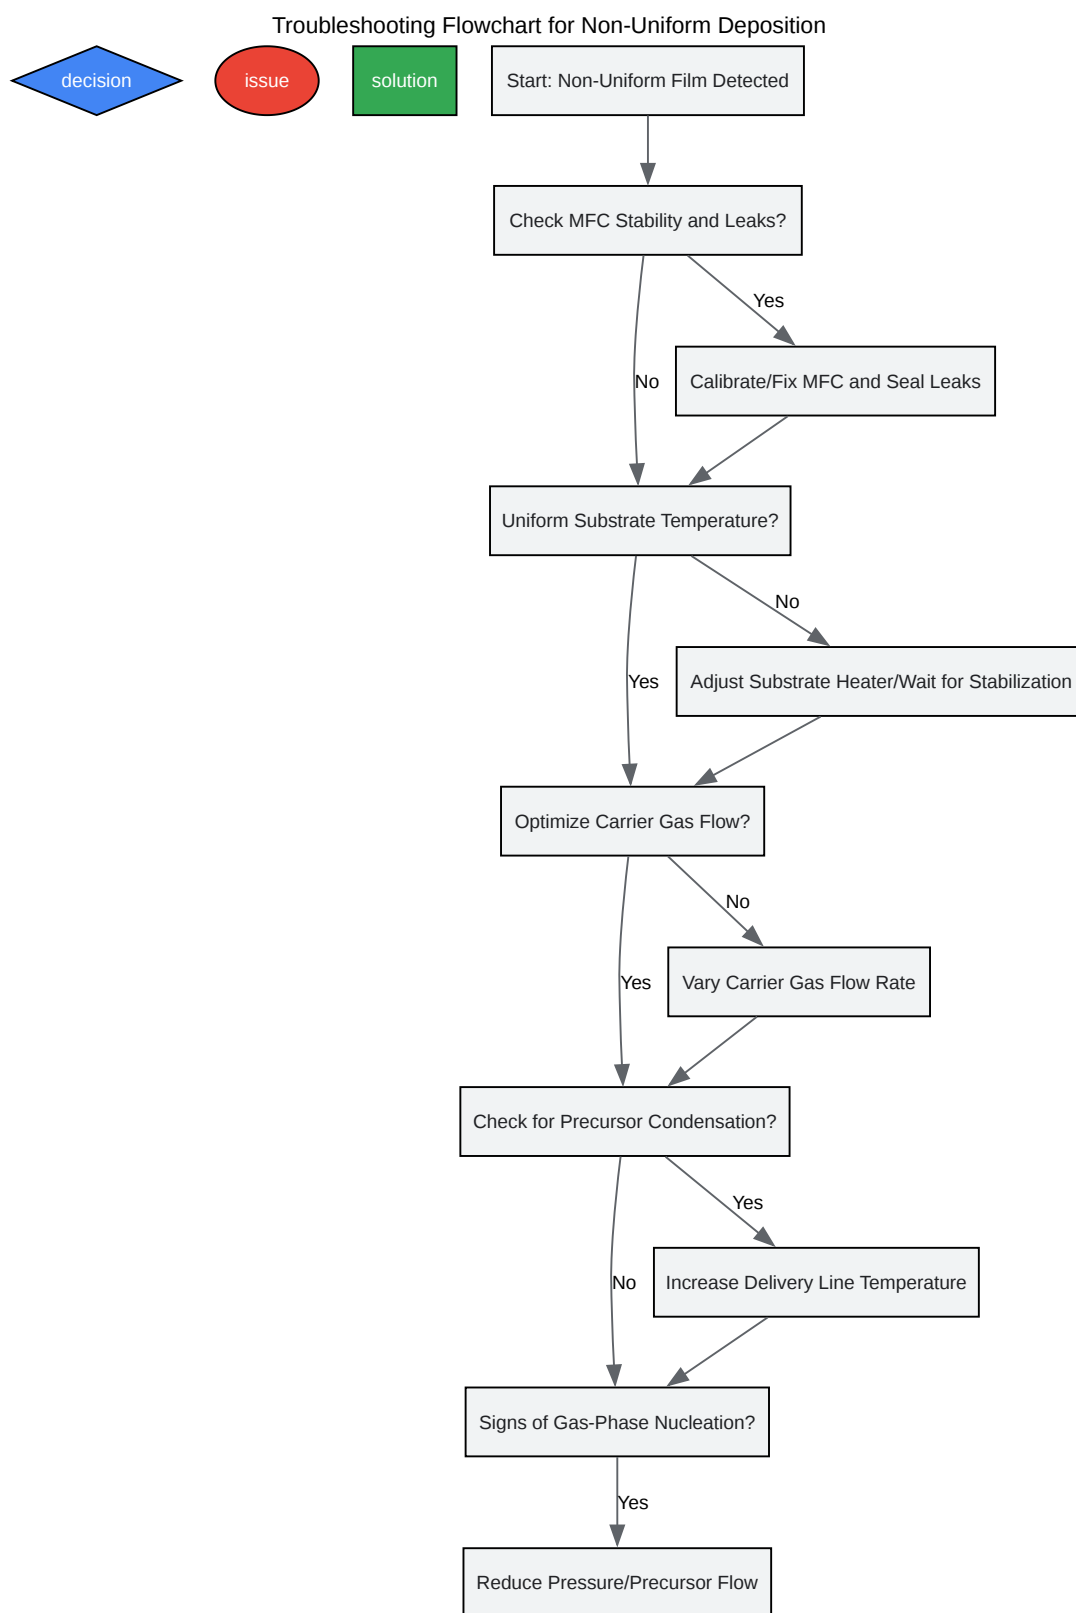 Troubleshooting Flowchart for Non-Uniform Deposition
decision
issue
solution
Start: Non-Uniform Film Detected
Check MFC Stability and Leaks?
Yes
No
Calibrate/Fix MFC and Seal Leaks
Uniform Substrate Temperature?
No
Yes
Adjust Substrate Heater/Wait for Stabilization
Optimize Carrier Gas Flow?
No
Yes
Vary Carrier Gas Flow Rate
Check for Precursor Condensation?
Yes
No
Increase Delivery Line Temperature
Signs of Gas-Phase Nucleation?
Yes
Reduce Pressure/Precursor Flow